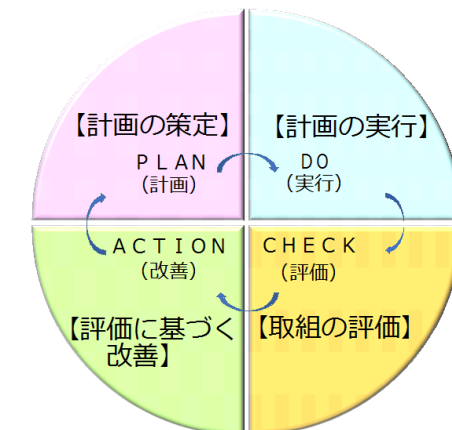 【計画の策定】
PLAN
(計画)
【計画の実行】
DO
(実行)
ACTION
(改善)
【評価に基づく
改善】
CHECK
(評価)
【取組の評価】